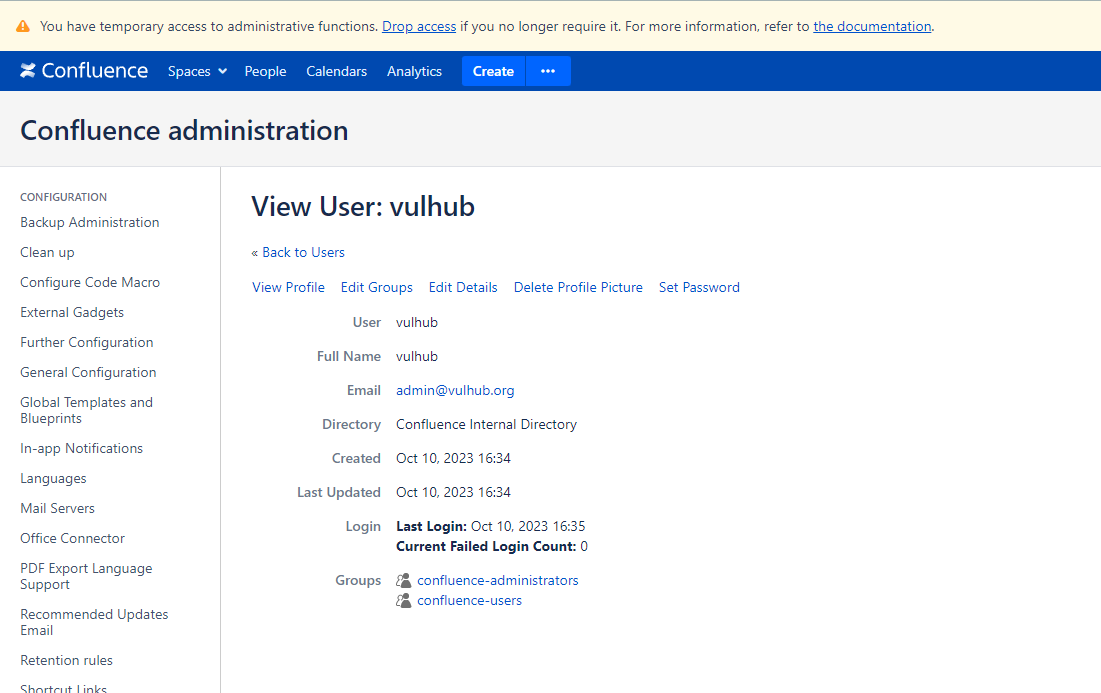 You have temporary access to administrative functions. Drop access if you no longer require it. For more information, refer to the documentation.
Confluence Spaces People Calendars Analytics Create •••
Confluence administration
CONFIGURATION
Backup Administration
Clean up
Configure Code Macro
External Gadgets
Further Configuration
General Configuration
Global Templates and
Blueprints
In-app Notifications
Languages
Mail Servers
Office Connector
PDF Export Language
Support
Recommended Updates
Email
Retention rules
Shortcut Links
View User: vulhub
« Back to Users
View Profile Edit Groups Edit Details Delete Profile Picture Set Password
User vulhub
Full Name vulhub
Email admin@vulhub.org
Directory Confluence Internal Directory
Created Oct 10, 2023 16:34
Last Updated Oct 10, 2023 16:34
Login Last Login: Oct 10, 2023 16:35
Current Failed Login Count: 0
Groups confluence-administrators
confluence-users